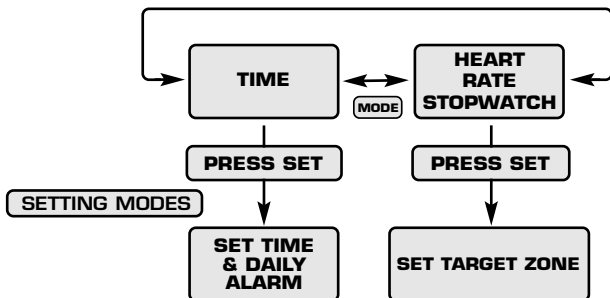 TIME
MODE
HEART
RATE
STOPWATCH
PRESS SET
PRESS SET
SETTING MODES
SET TIME
& DAILY
ALARM
SET TARGET ZONE